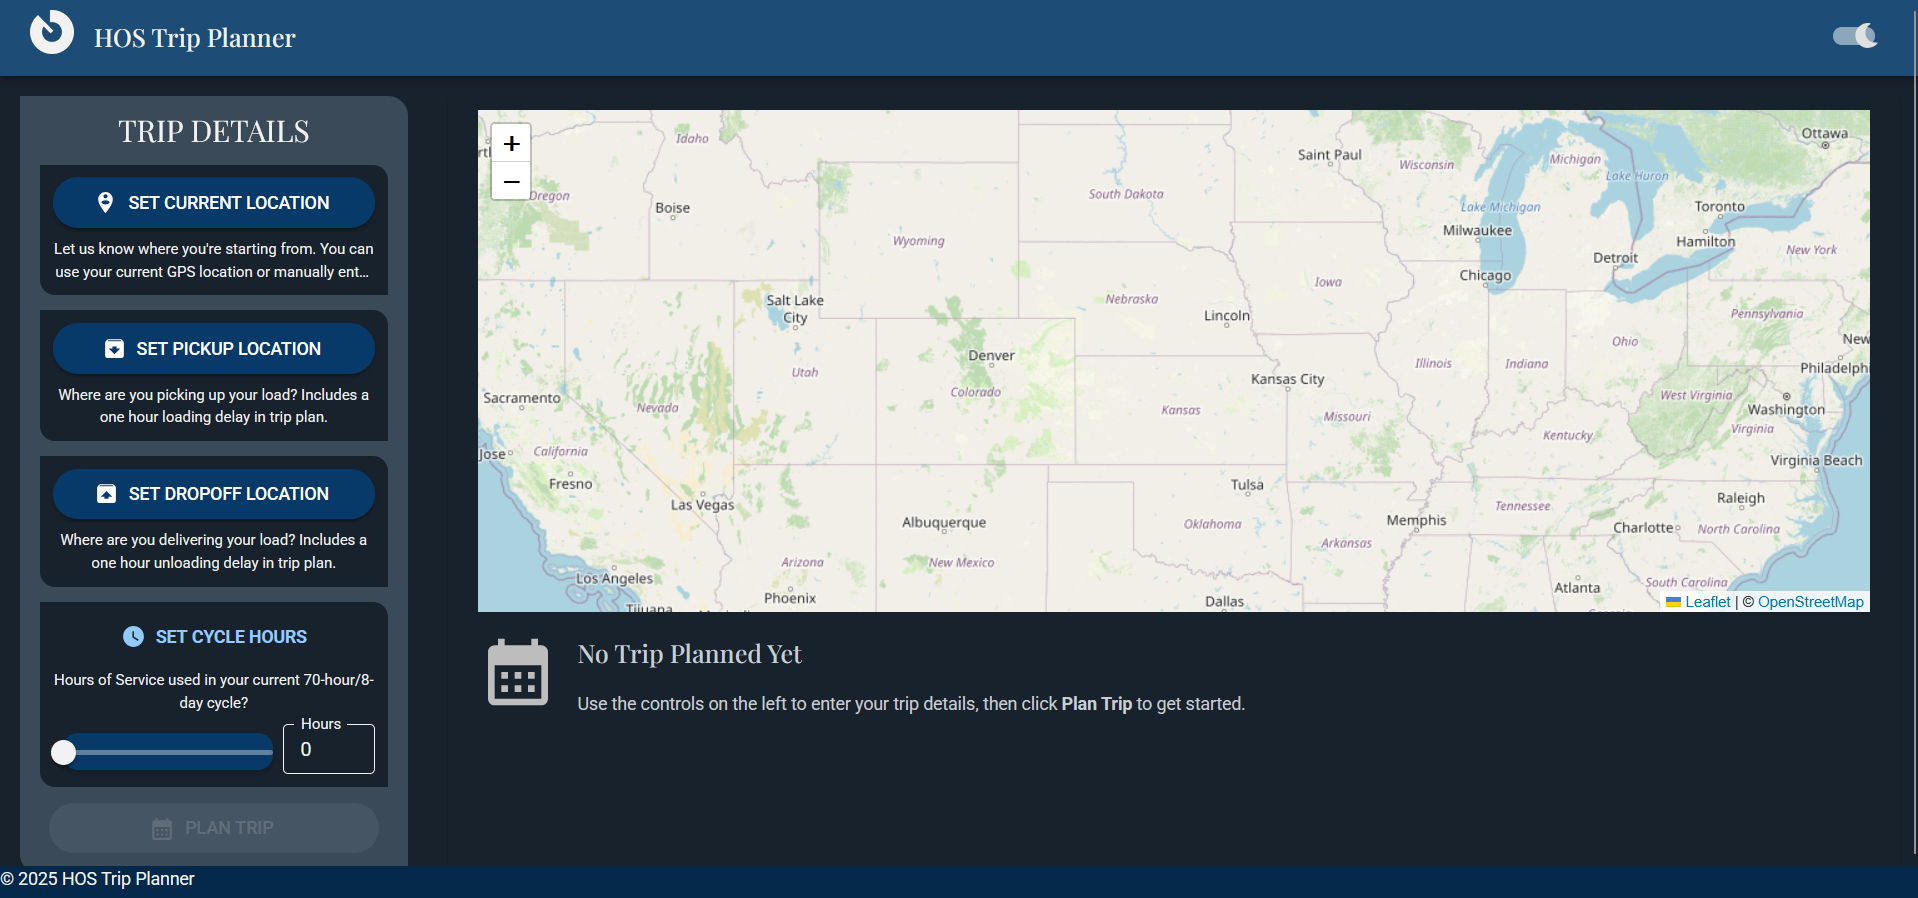 HOS Trip Planner
TRIP DETAILS
SET CURRENT LOCATION
Let us know where you're starting from. You can
use your current GPS location or manually ent...
SET PICKUP LOCATION
Where are you picking up your load? Includes a
one hour loading delay in trip plan.
SET DROPOFF LOCATION
Where are you delivering your load? Includes a
one hour unloading delay in trip plan.
SET CYCLE HOURS
Hours of Service used in your current 70-hour/8-
day cycle?
Hours
0
PLAN TRIP
+
−
Idaho
Ottawa
Saint Paul
Wisconsin
Michigan
Lake Huron
Oregon
Boise
South Dakota
Lake Michigan
Toronto
Wyoming
Milwaukee
Hamilton
New York
Detroit
Chicago
Iowa
Salt Lake
City
Nebraska
Lincoln
Pennsylvania
New
Ohio
Denver
Illinois
Indiana
Philadelph
Utah
Kansas City
Colorado
Sacramento
Nevada
Kansas
Missouri
West Virginia
Washington
Virginia
Kentucky
Jose
California
Virginia Beach
Fresno
Las Vegas
Tulsa
Raleigh
Tennessee
Albuquerque
Oklahoma
Memphis
Charlotte
North Carolina
Arkansas
Arizona
New Mexico
Los Angeles
Atlanta
South Carolina
Phoenix
Dallas
Tijuana
Leaflet | © OpenStreetMap
No Trip Planned Yet
Use the controls on the left to enter your trip details, then click Plan Trip to get started.
© 2025 HOS Trip Planner